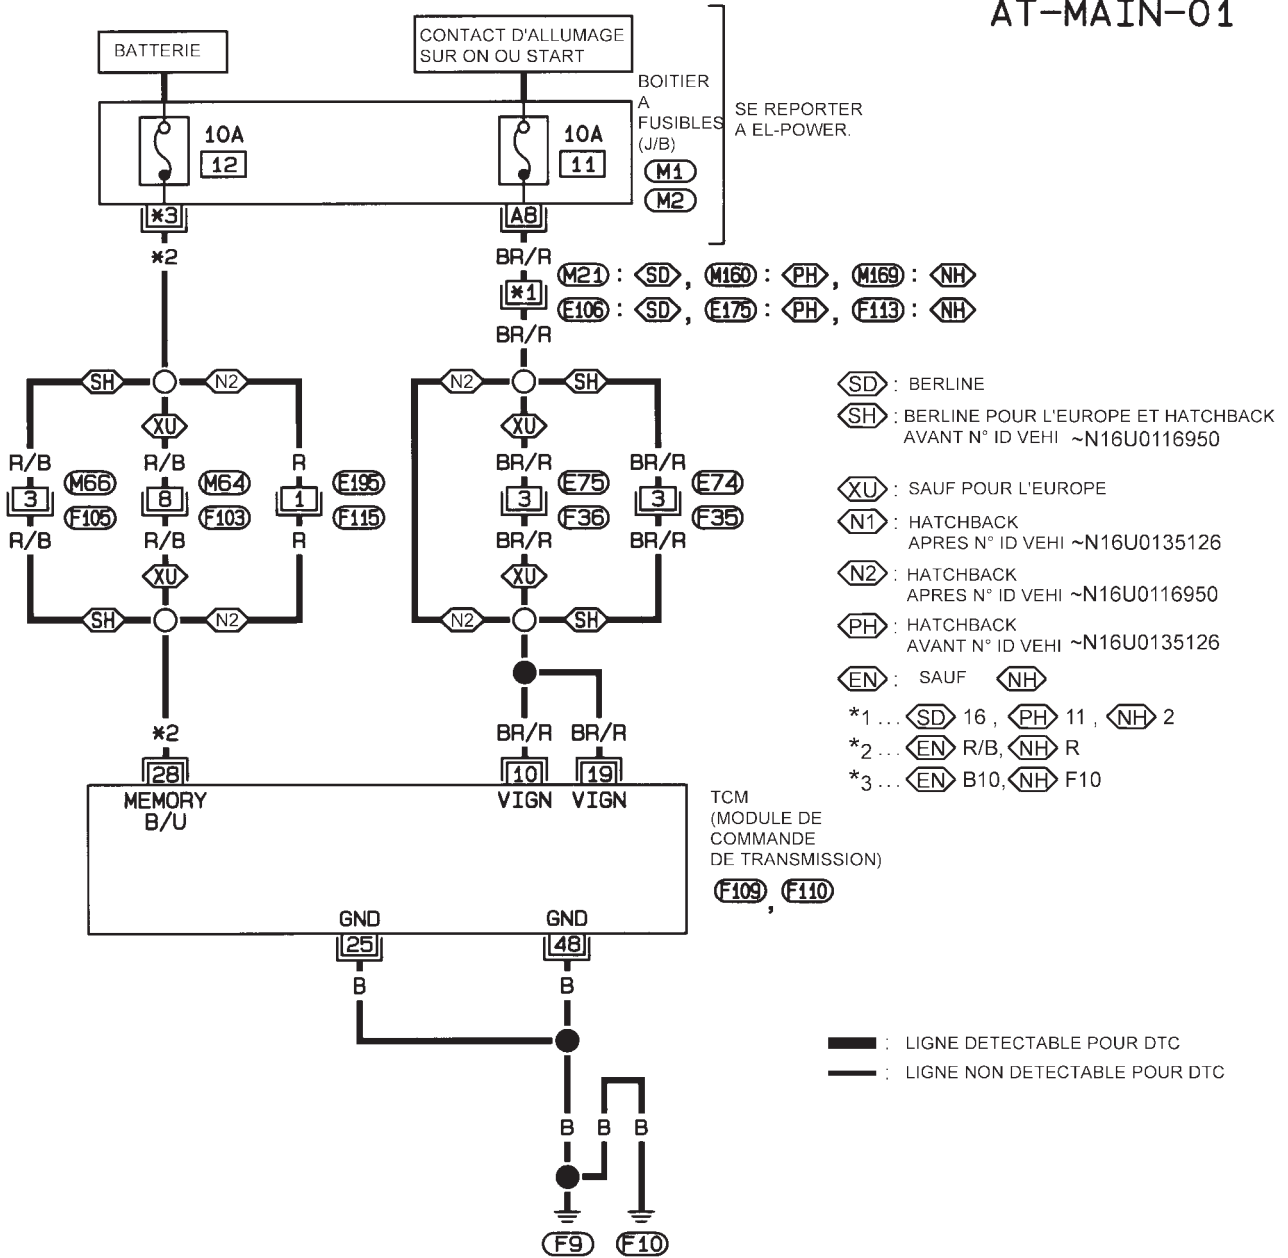 AT-MAIN-01
BATTERIE
CONTACT D'ALLUMAGE
SUR ON OU START
BOITIER
A
FUSIBLES
(J/B)
M1
M2
SE REPORTER
A EL-POWER.
10A
12
10A
11
*3
A8
*2
BR/R
*1
M21 : SD , M160 : PH , M169 : NH
E106 : SD , E175 : PH , F113 : NH
BR/R
SH
N2
N2
SH
XU
XU
R/B
R/B
R
BR/R
BR/R
3
M66
F105
8
M64
F103
1
E195
F115
3
E75
F36
3
E74
F35
R/B
R/B
R
BR/R
BR/R
XU
XU
SH
N2
N2
SH
SD : BERLINE
SH : BERLINE POUR L'EUROPE ET HATCHBACK
AVANT N° ID VEHI ~N16U0116950
XU : SAUF POUR L'EUROPE
N1 : HATCHBACK
APRES N° ID VEHI ~N16U0135126
N2 : HATCHBACK
APRES N° ID VEHI ~N16U0116950
PH : HATCHBACK
AVANT N° ID VEHI ~N16U0135126
EN : SAUF NH
*1 ... SD 16 , PH 11 , NH 2
*2 ... EN R/B, NH R
*3 ... EN B10, NH F10
*2
BR/R
BR/R
28
10
19
MEMORY
B/U
VIGN
VIGN
TCM
(MODULE DE
COMMANDE
DE TRANSMISSION)
F109 , F110
GND
GND
25
48
B
B
LIGNE DETECTABLE POUR DTC
: LIGNE NON DETECTABLE POUR DTC
B
B
B
F9
F10